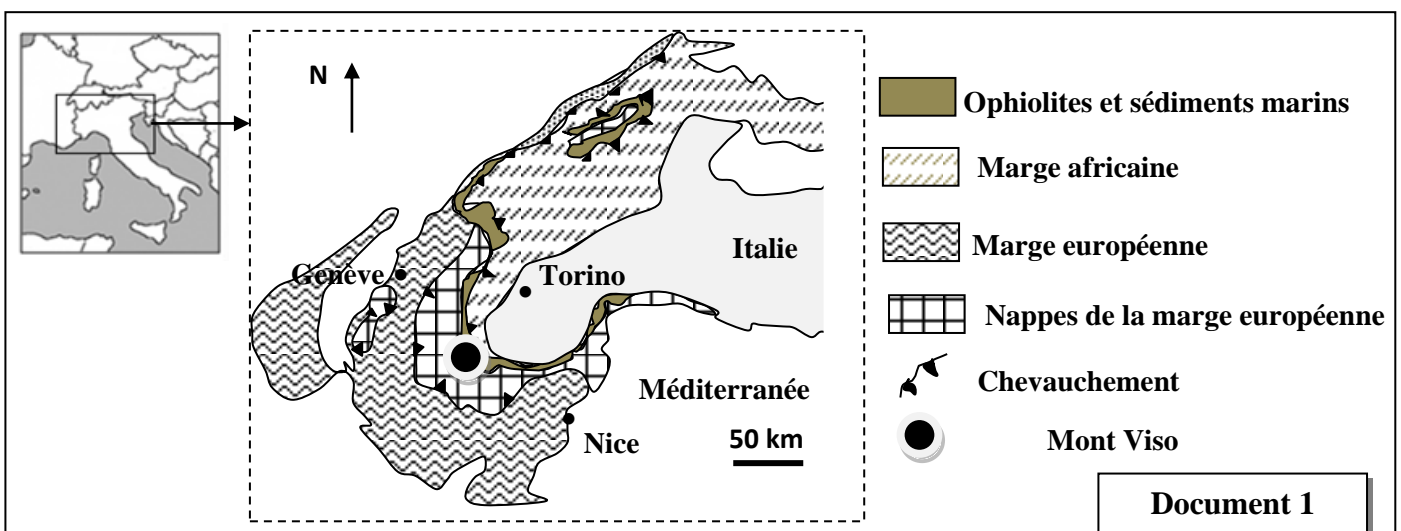 N
Genève
Torino
Italie
Méditerranée
Nice
50 km
Ophiolites et sédiments marins
Marge africaine
Marge européenne
Nappes de la marge européenne
Chevauchement
Mont Viso
Document 1